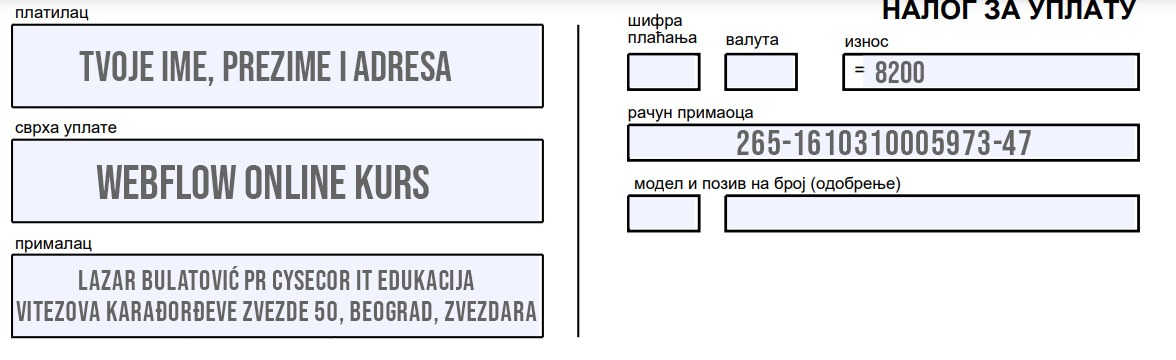 НАЛОГ ЗА УПЛАТУ
платилац
TVOJE IME, PREZIME I ADRESA
сврха уплате
WEBFLOW ONLINE KURS
прималац
LAZAR BULATOVIĆ PR CYSECOR IT EDUKACIJA
VITEZOVA KARAĐORĐEVE ZVEZDE 50, BEOGRAD, ZVEZDARA
шифра
плаћања
валута
износ
= 8200
рачун примаоца
265-1610310005973-47
модел и позив на број (одобрење)